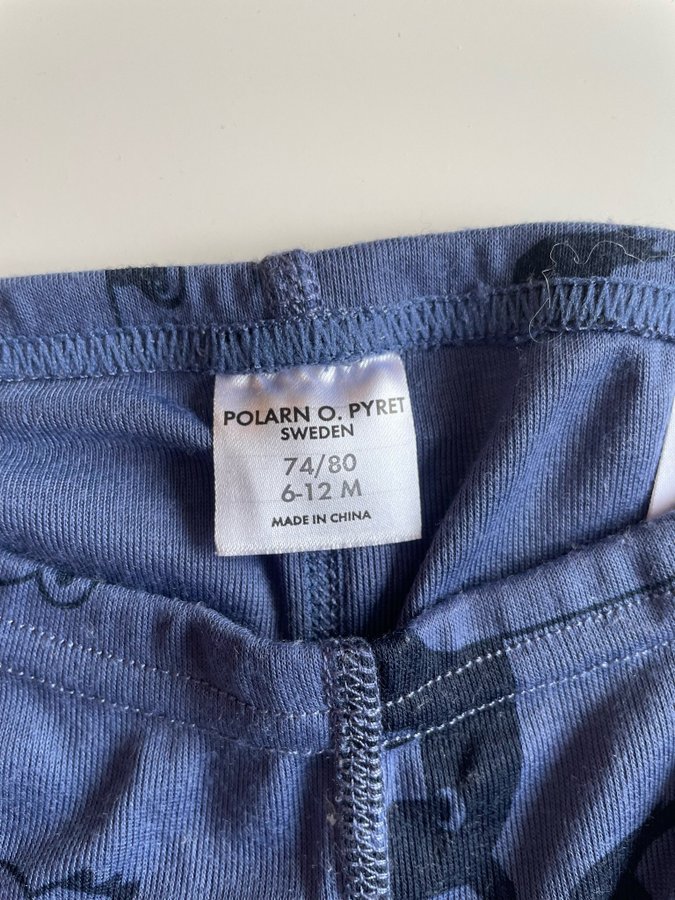 POLARN O. PYRET
SWEDEN
74/80
6-12 M
MADE IN CHINA